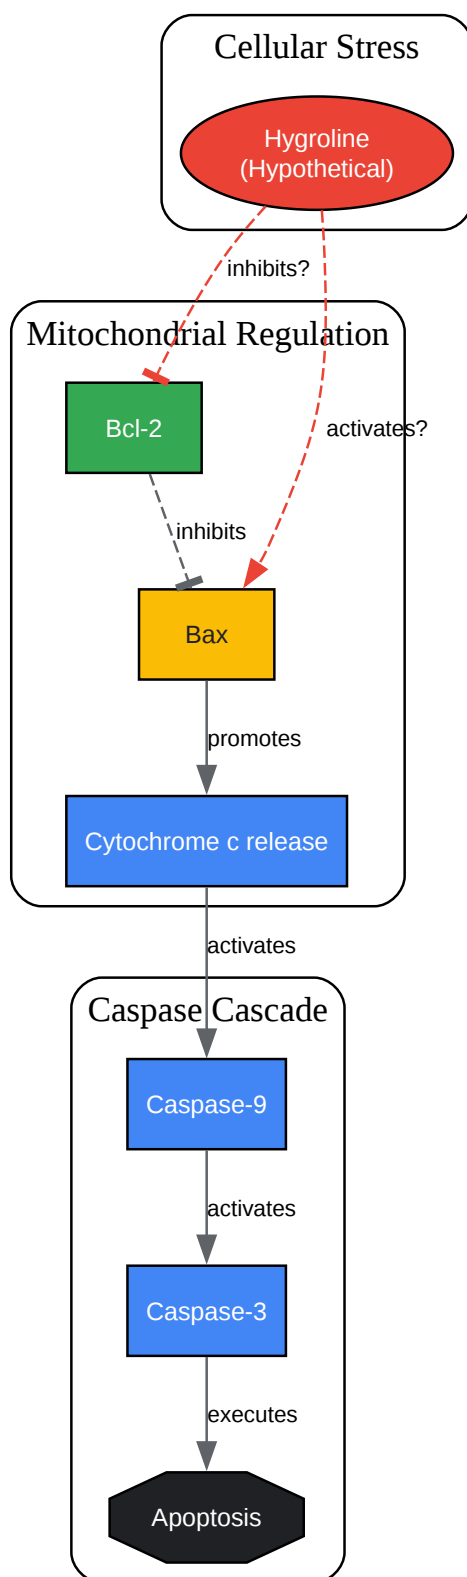 Cellular Stress
Hygroline
(Hypothetical)
inhibits?
Mitochondrial Regulation
Bcl-2
activates?
inhibits
Bax
promotes
Cytochrome c release
activates
Caspase Cascade
Caspase-9
activates
Caspase-3
executes
Apoptosis